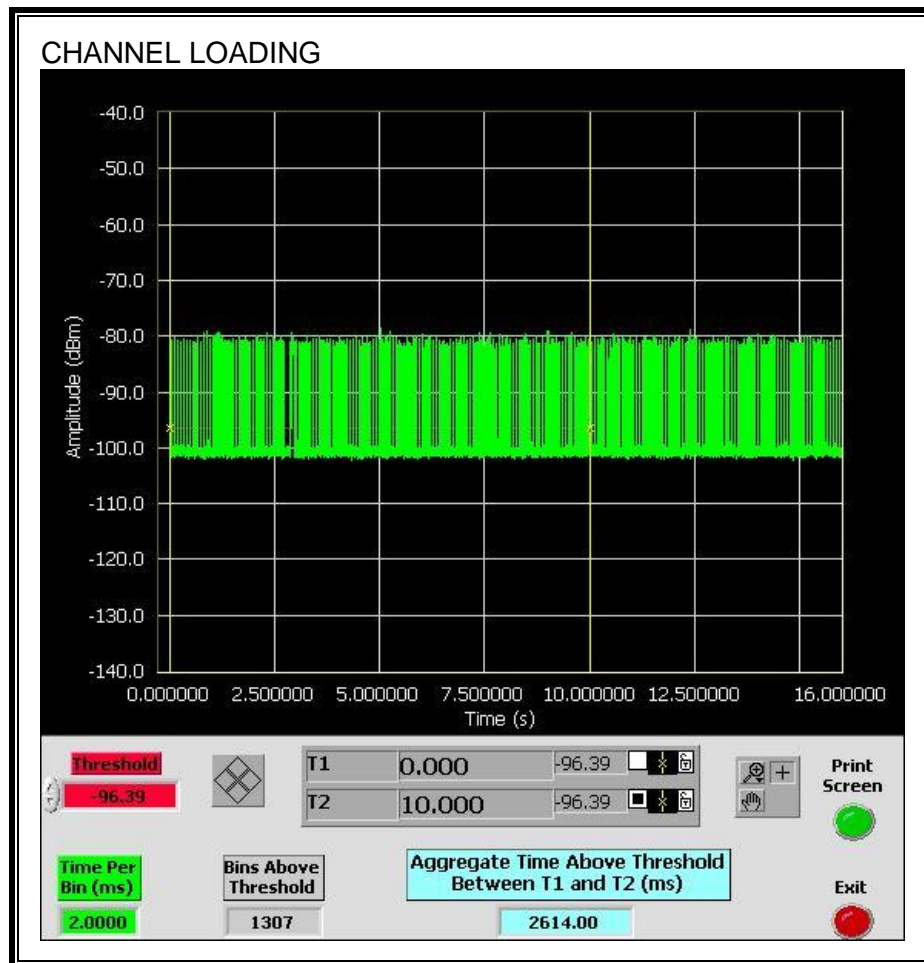 CHANNEL LOADING
-40.0
-50.0
-60.0
-70.0
-80.0
-90.0
-100.0
-110.0
-120.0
-130.0
-140.0
Amplitude (dBm)
0.000000 2.500000 5.000000 7.500000 10.000000 12.500000 16.000000
Time (s)
Threshold
-96.39
T1 0.000 -96.39
T2 10.000 -96.39
Print
Screen
Time Per
Bin (ms)
2.0000
Bins Above
Threshold
1307
Aggregate Time Above Threshold
Between T1 and T2 (ms)
2614.00
Exit